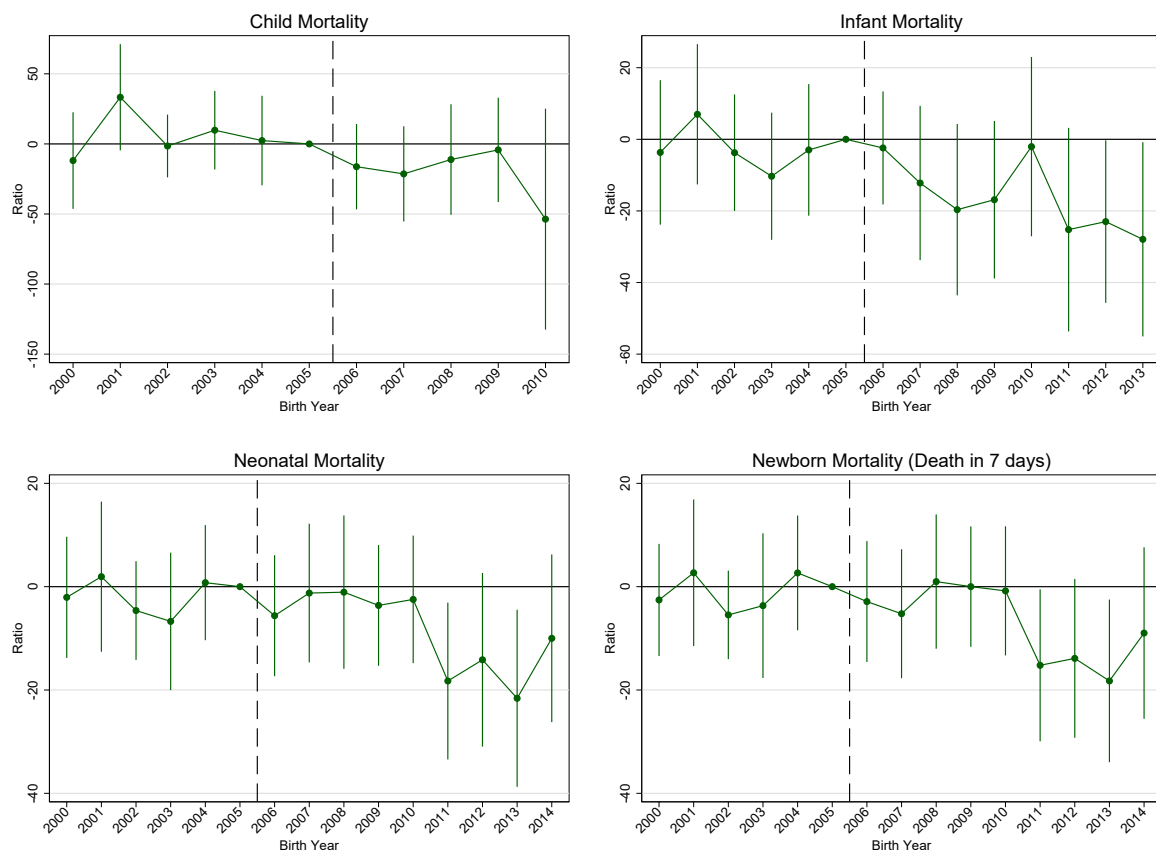 Child Mortality
50
0
-50
-100
-150
Ratio
2000 2001 2002 2003 2004 2005 2006 2007 2008 2009 2010
Birth Year
Infant Mortality
20
0
-20
-40
-60
Ratio
2000 2001 2002 2003 2004 2005 2006 2007 2008 2009 2010 2011 2012 2013
Birth Year
Neonatal Mortality
20
0
-20
-40
Ratio
2000 2001 2002 2003 2004 2005 2006 2007 2008 2009 2010 2011 2012 2013 2014
Birth Year
Newborn Mortality (Death in 7 days)
20
0
-20
-40
Ratio
2000 2001 2002 2003 2004 2005 2006 2007 2008 2009 2010 2011 2012 2013 2014
Birth Year